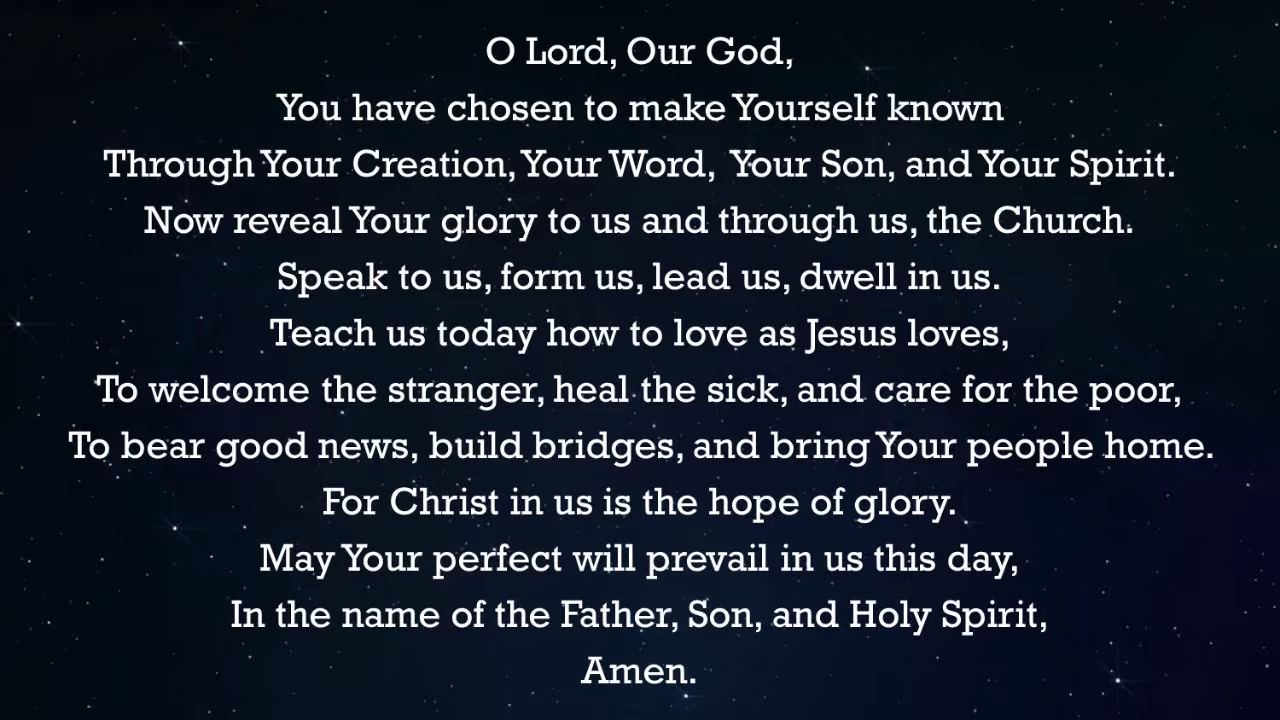 O Lord, Our God,
You have chosen to make Yourself known
Through Your Creation, Your Word, Your Son, and Your Spirit.
Now reveal Your glory to us and through us, the Church.
Speak to us, form us, lead us, dwell in us.
Teach us today how to love as Jesus loves,
To welcome the stranger, heal the sick, and care for the poor,
To bear good news, build bridges, and bring Your people home.
For Christ in us is the hope of glory.
May Your perfect will prevail in us this day,
In the name of the Father, Son, and Holy Spirit,
Amen.